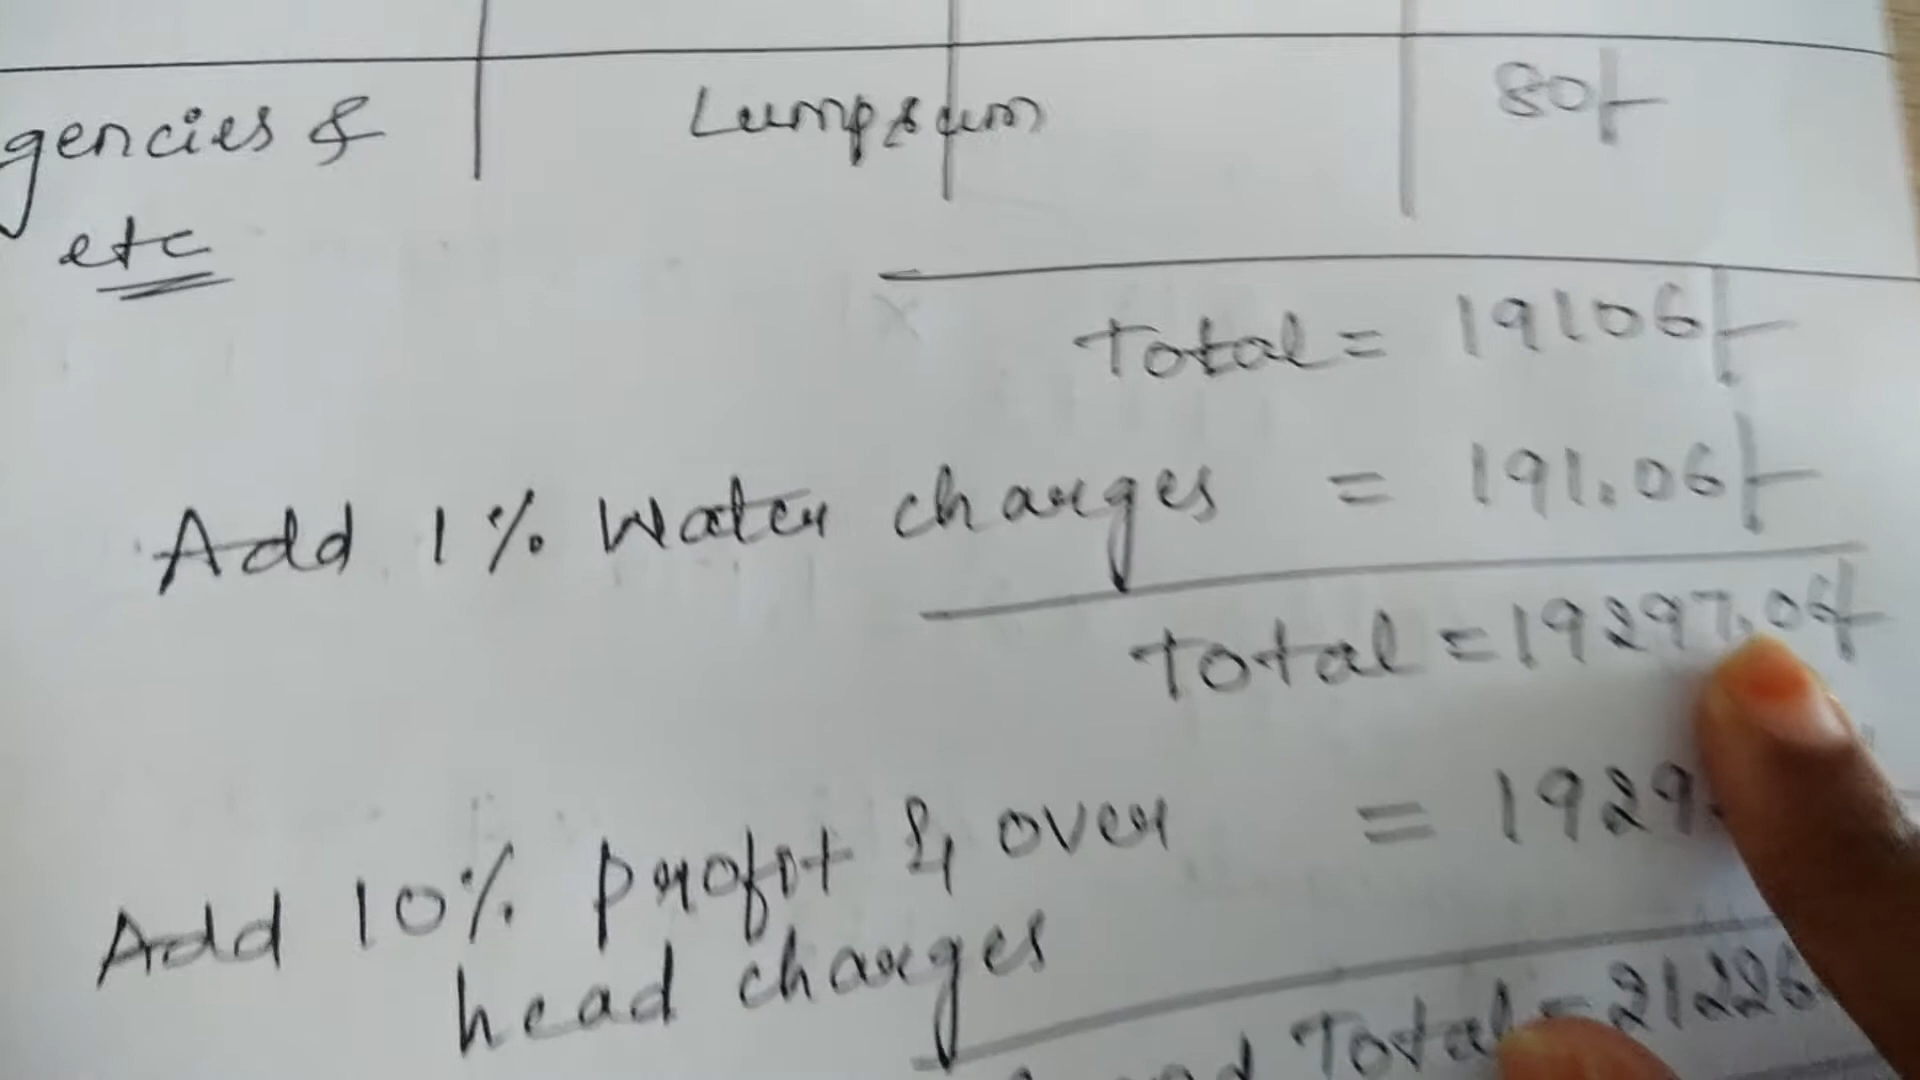 gencies & Lumpsum 80/-
etc
Total = 19106/-
Add 1% Water charges = 191.06/-
Total = 19297.06/-
Add 10% profit & over = 1929
head charges
Total = 21226